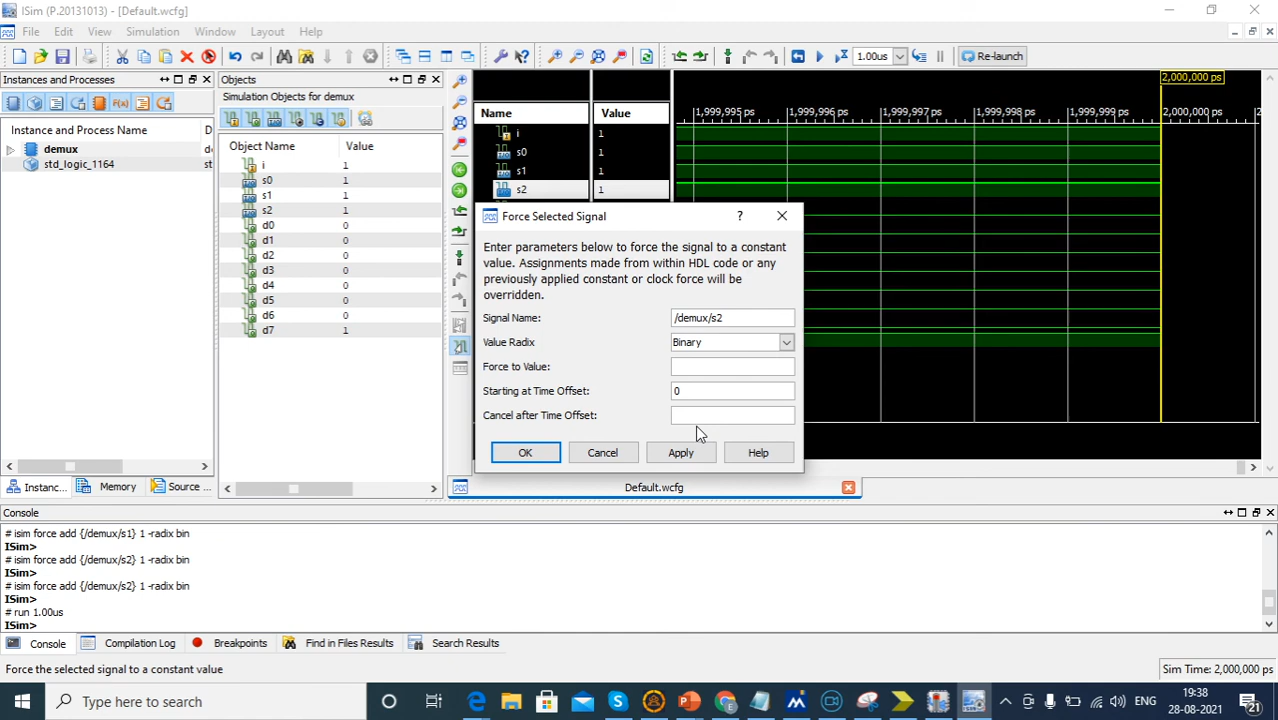 ISim (P.20131013) - [Default.wcfg]
File Edit View Simulation Window Layout Help
1.00us Re-launch
Instances and Processes
Instance and Process Name D
demux dc
std_logic_1164 st
Objects
Simulation Objects for demux
Object Name Value
i 1
s0 1
s1 1
s2 1
d0 0
d1 0
d2 0
d3 0
d4 0
d5 0
d6 0
d7 1
2,000,000 ps
Name Value
i 1
s0 1
s1 1
s2 1
1,999,995 ps 1,999,996 ps 1,999,997 ps 1,999,998 ps 1,999,999 ps 2,000,000 ps 2
Force Selected Signal ?
Enter parameters below to force the signal to a constant
value. Assignments made from within HDL code or any
previously applied constant or clock force will be
overridden.
Signal Name: /demux/s2
Value Radix Binary
Force to Value:
Starting at Time Offset: 0
Cancel after Time Offset:
OK Cancel Apply Help
Instanc... Memory Source ...
Default.wcfg
Console
# isim force add {/demux/s1} 1 -radix bin
ISim>
# isim force add {/demux/s2} 1 -radix bin
ISim>
# isim force add {/demux/s2} 1 -radix bin
ISim>
# run 1.00us
ISim>
Console Compilation Log Breakpoints Find in Files Results Search Results
Force the selected signal to a constant value
Sim Time: 2,000,000 ps
Type here to search
ENG
19:38
28-08-2021
21